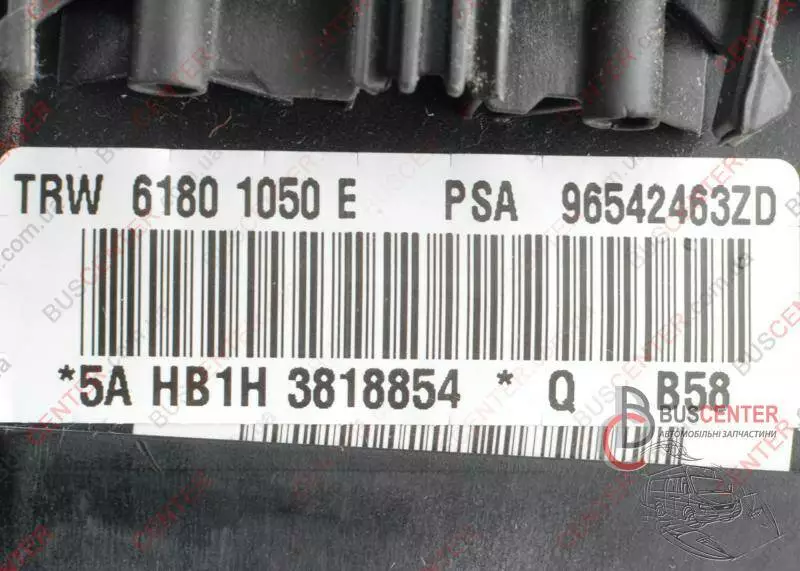 TRW 6180 1050 E PSA 96542463ZD
*5A HB1H 3818854 * Q B58
BUSCENTER
АВТОМОБІЛЬНІ ЗАПЧАСТИНИ